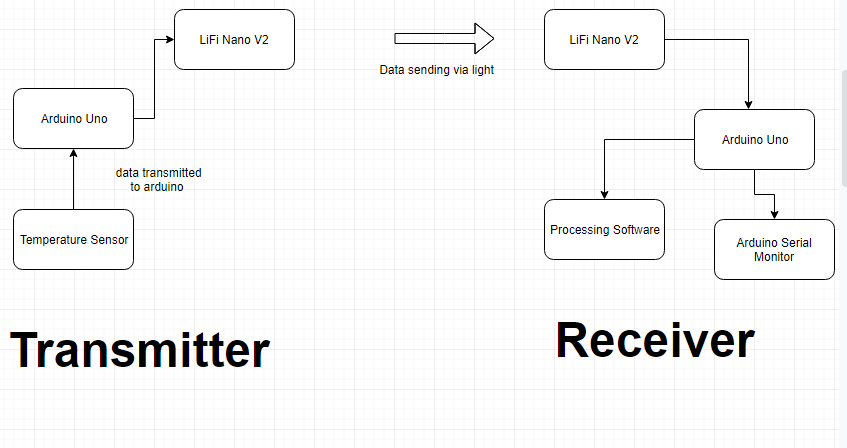 LiFi Nano V2
Data sending via light
LiFi Nano V2
Arduino Uno
data transmitted
to arduino
Temperature Sensor
Arduino Uno
Processing Software
Arduino Serial
Monitor
Transmitter
Receiver